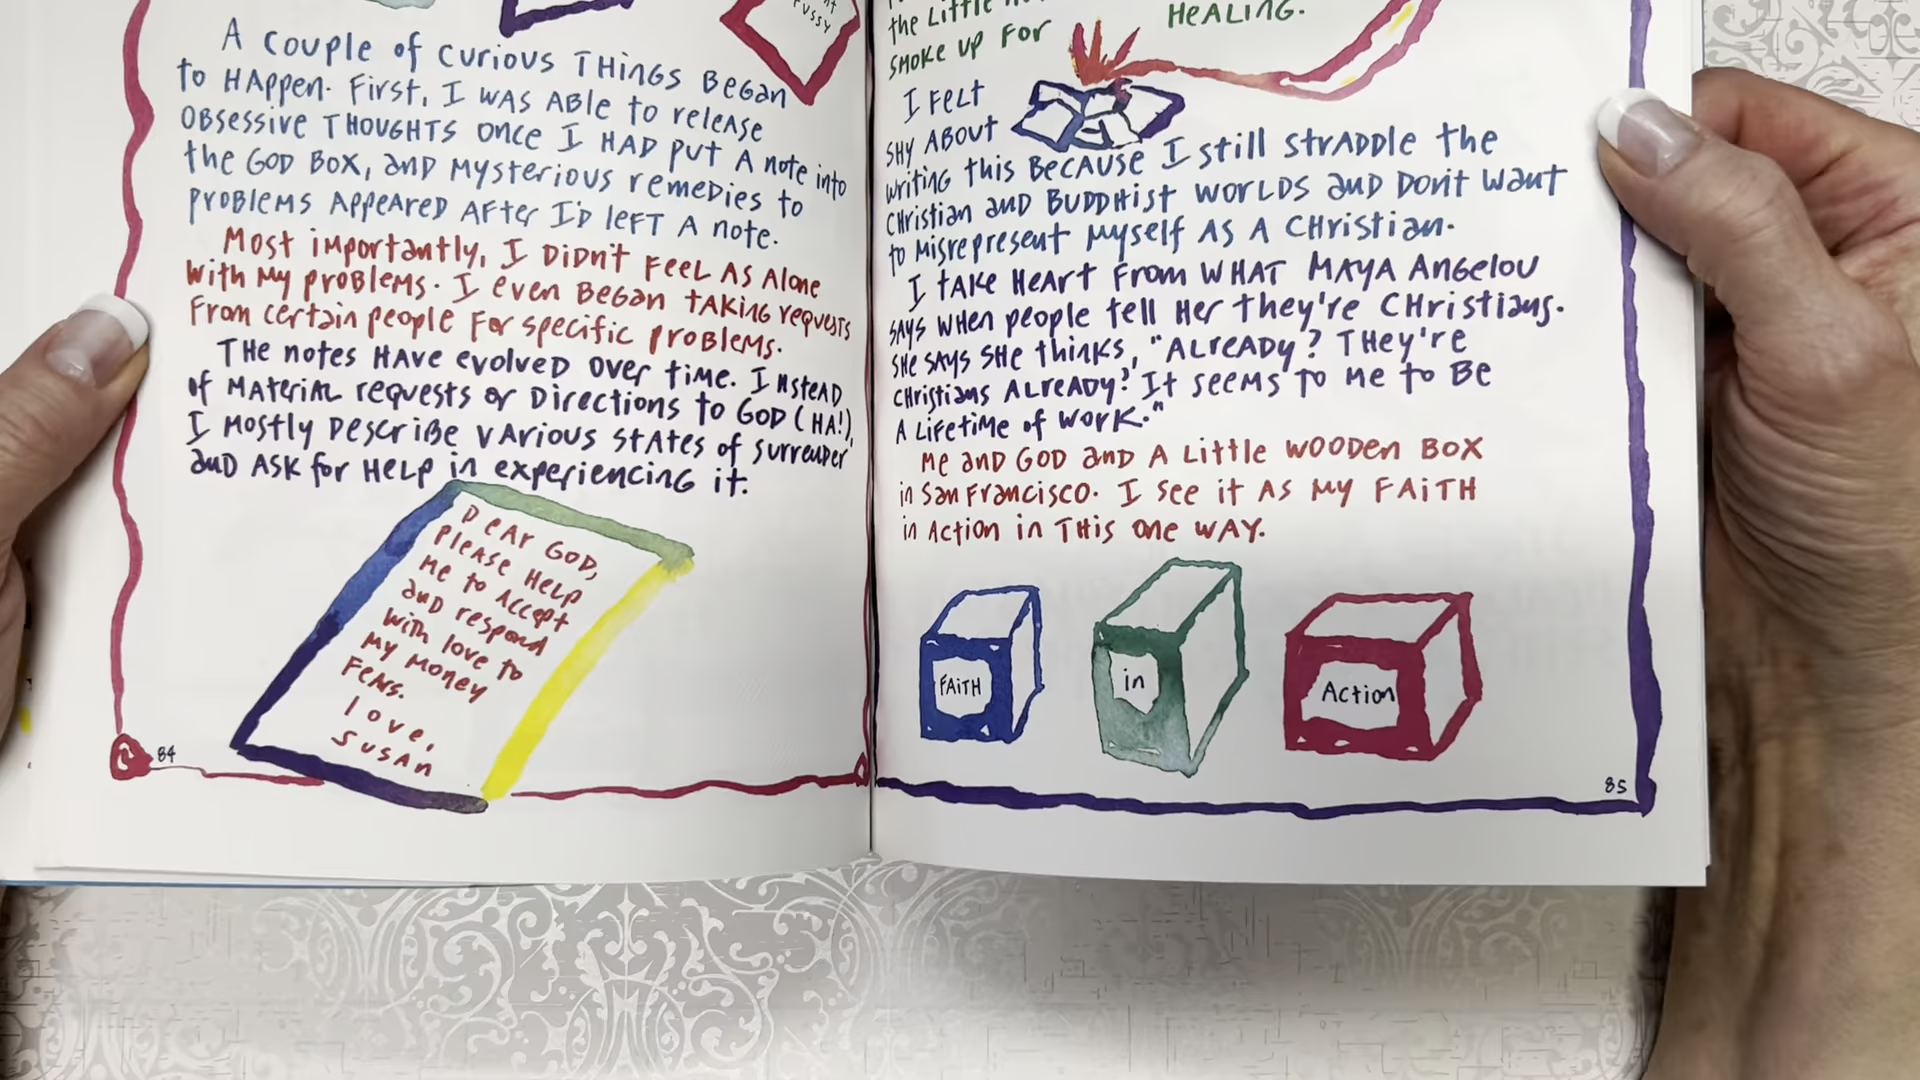 FUSSY
A couple of curious THinGS BeGan
to HAppen. First, I WAS ABLe to release
OBSessive THOUGHTS once I HAD put A note into
the GOD BOX, and mysterious remedies to
problems Appeared After I'D left A note.
Most importantly, I DiDn't Feel As Alone
with my problems. I even BeGan taking requests
From certain people For specific problems.
THe notes HAve evolved over time. Instead
of Material requests or Directions to GOD (HA!),
I mostly DescriBe various states of surrender
and ASK for Help in experiencinG it.
Dear God,
please Help
me to Accept
and respond
with love to
my money
Fears.
love,
Susan
84
the Little
smoke up for
HeALinG.
I Felt
SHy ABout
writing this Because I still straddle the
CHristian and BUDDHist worlds and Don't want
to misrepresent myself AS A CHristian.
I take Heart From WHAT MAYA AnGelou
SAys when people tell Her they're CHristians.
SHe SAys SHe thinks, "Already? They're
CHristians Already? It seems to me to Be
A lifetime of work."
Me and GOD and A Little wooden Box
in San Francisco. I see it AS My FAiTH
in Action in THis one WAY.
FAiTH
in
Action
85